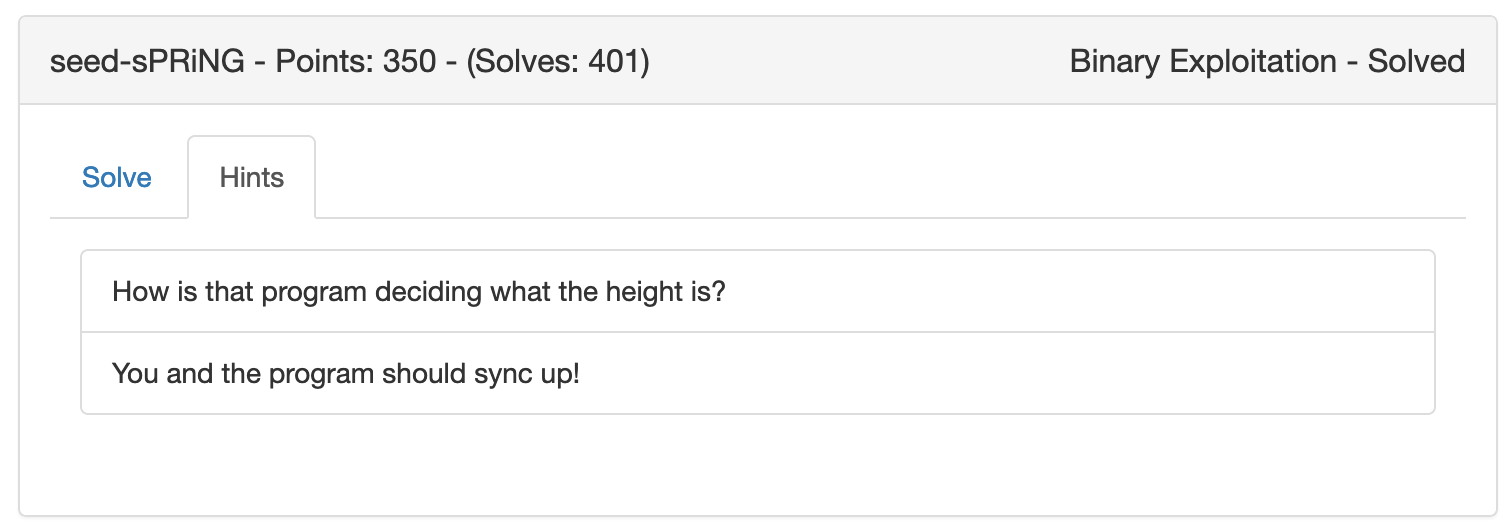 seed-sPRiNG - Points: 350 - (Solves: 401)
Binary Exploitation - Solved
Solve
Hints
How is that program deciding what the height is?
You and the program should sync up!